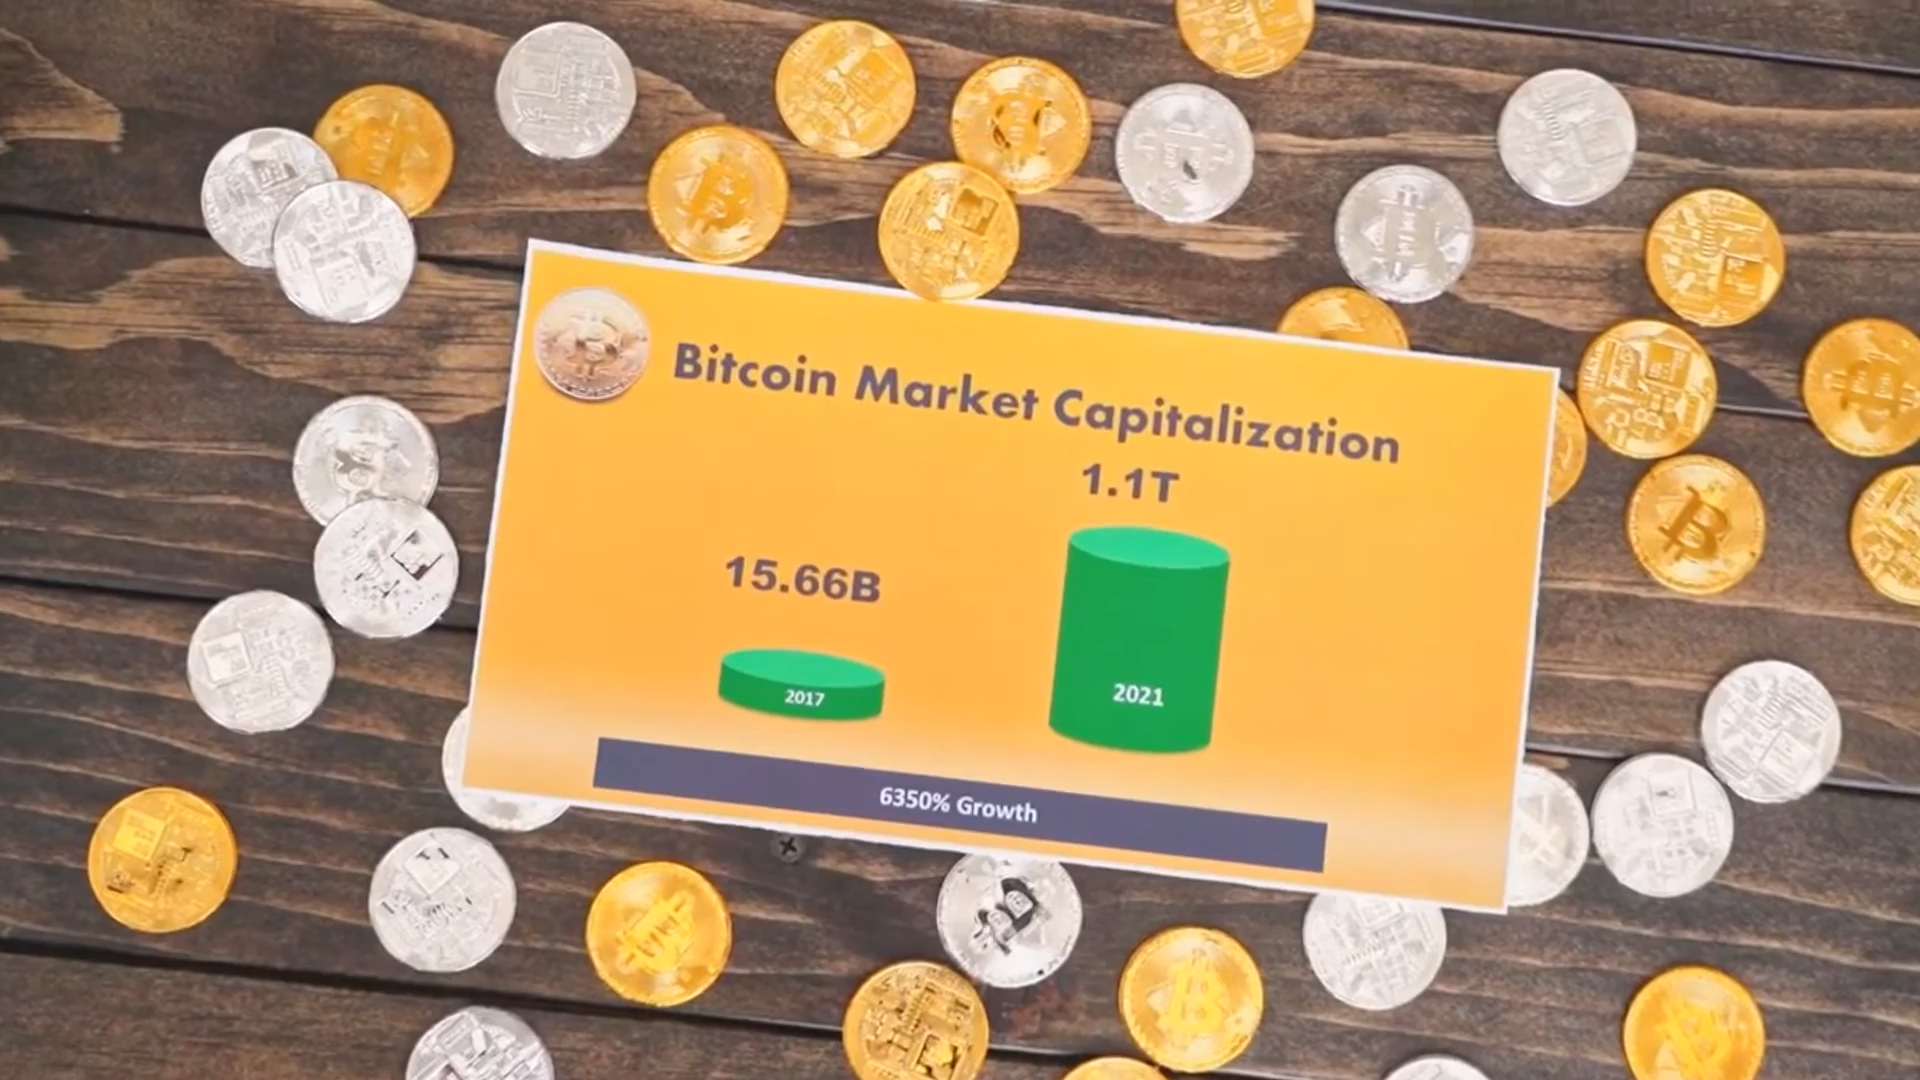 Bitcoin Market Capitalization
1.1T
15.66B
2017
2021
6350% Growth